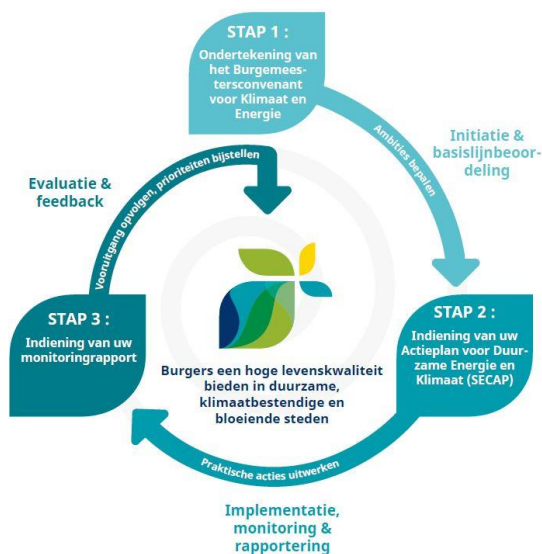 STAP 1 :
Ondertekening van
het Burgemees-
tersconvenant
voor Klimaat en
Energie
Ambities bepalen
Initiatie &
basislijnbeoor-
deling
STAP 2 :
Indiening van uw
Actieplan voor Duur-
zame Energie en
Klimaat (SECAP)
Praktische acties uitwerken
Implementatie,
monitoring &
rapportering
STAP 3 :
Indiening van uw
monitoringrapport
Vooruitgang opvolgen, prioriteiten bijstellen
Evaluatie &
feedback
Burgers een hoge levenskwaliteit
bieden in duurzame,
klimaatbestendige en
bloeiende steden